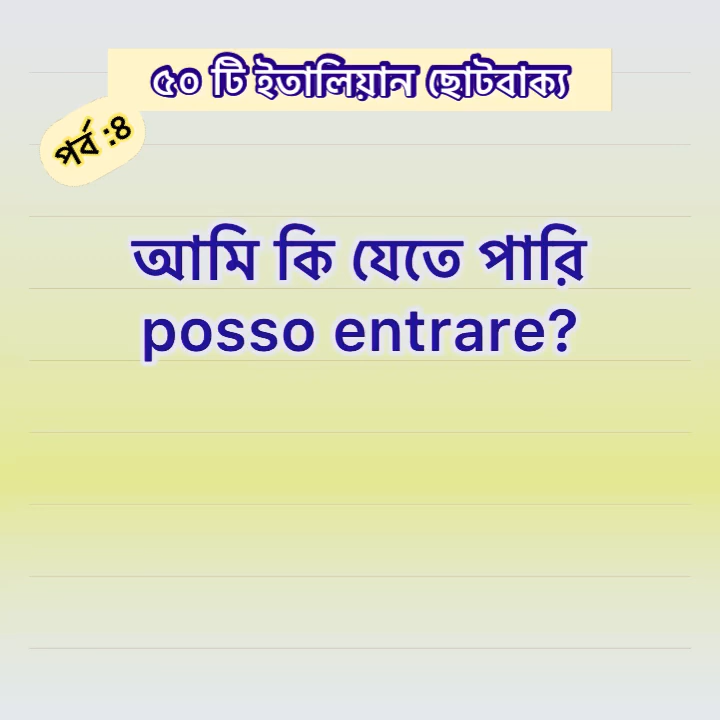 ৫০ টি ইতালিয়ান ছোটবাক্য
পর্ব :৪
আমি কি যেতে পারি
posso entrare?